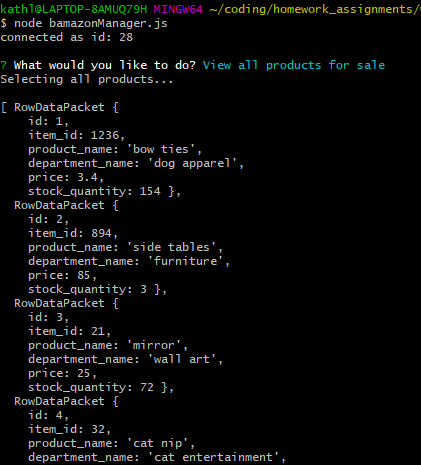 kathl@LAPTOP-8AMUQ79H MINGW64 ~/coding/homework_assignments/
$ node bamazonManager.js
connected as id: 28
? What would you like to do? View all products for sale
Selecting all products...
[ RowDataPacket {
id: 1,
item_id: 1236,
product_name: 'bow ties',
department_name: 'dog apparel',
price: 3.4,
stock_quantity: 154 },
RowDataPacket {
id: 2,
item_id: 894,
product_name: 'side tables',
department_name: 'furniture',
price: 85,
stock_quantity: 3 },
RowDataPacket {
id: 3,
item_id: 21,
product_name: 'mirror',
department_name: 'wall art',
price: 25,
stock_quantity: 72 },
RowDataPacket {
id: 4,
item_id: 32,
product_name: 'cat nip',
department_name: 'cat entertainment',